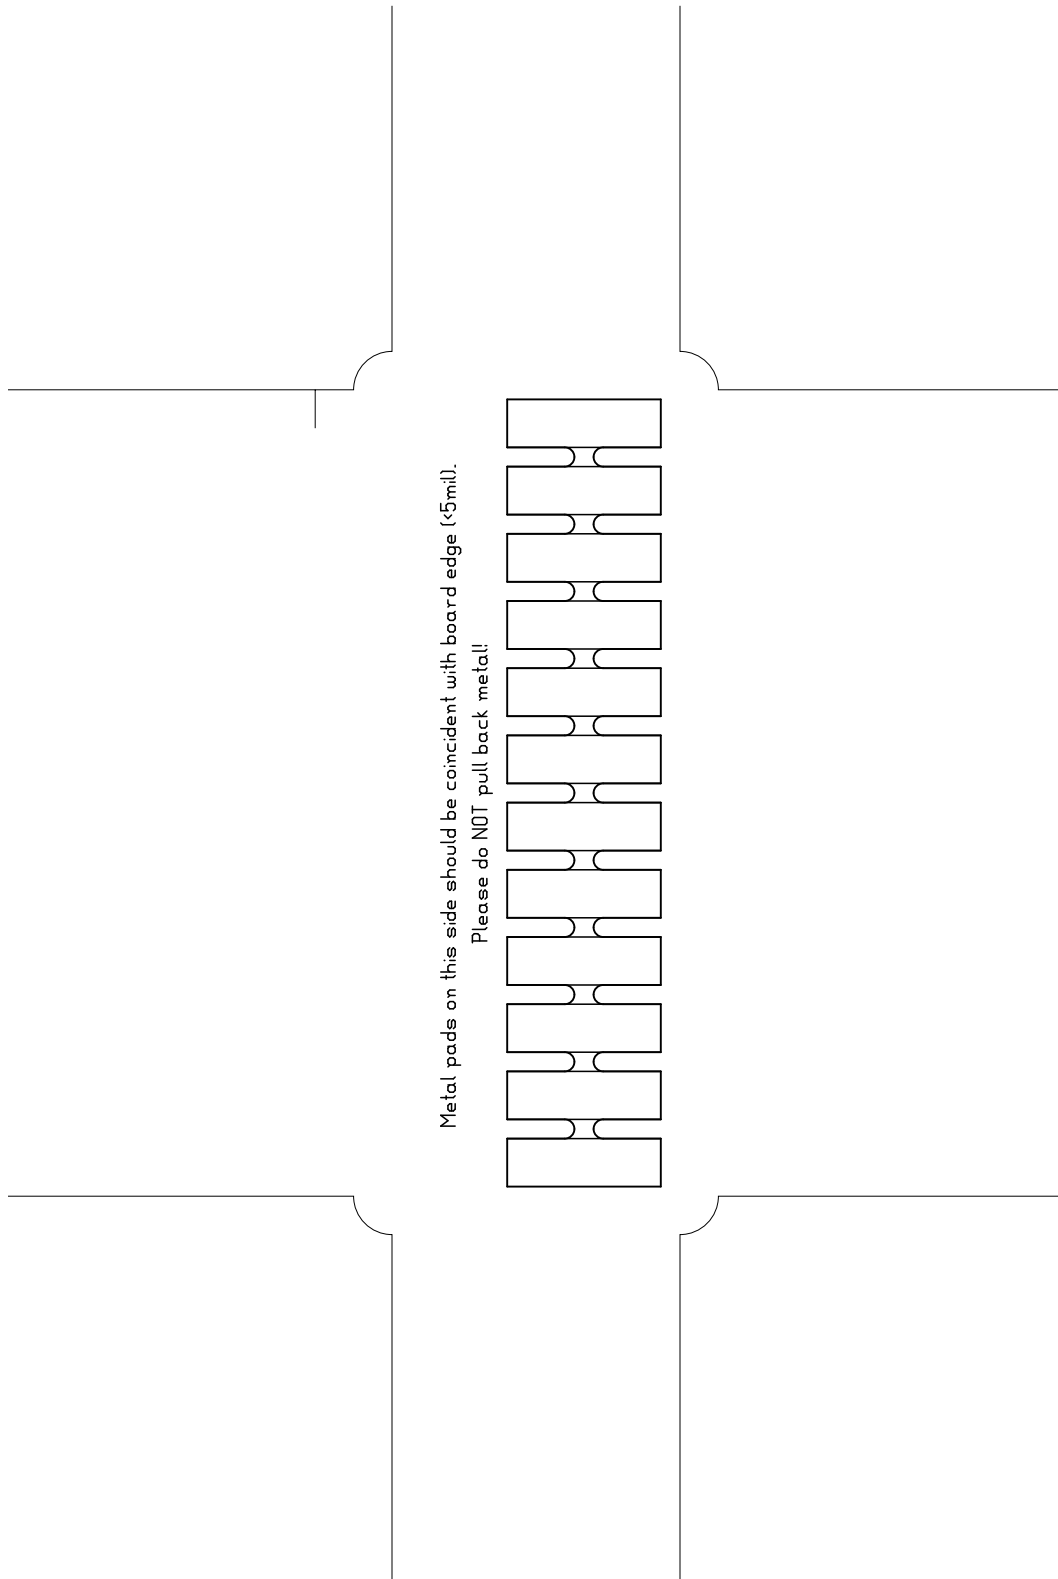 Metal pads on this side should be coincident with board edge (<5mil).
Please do NOT pull back metal!